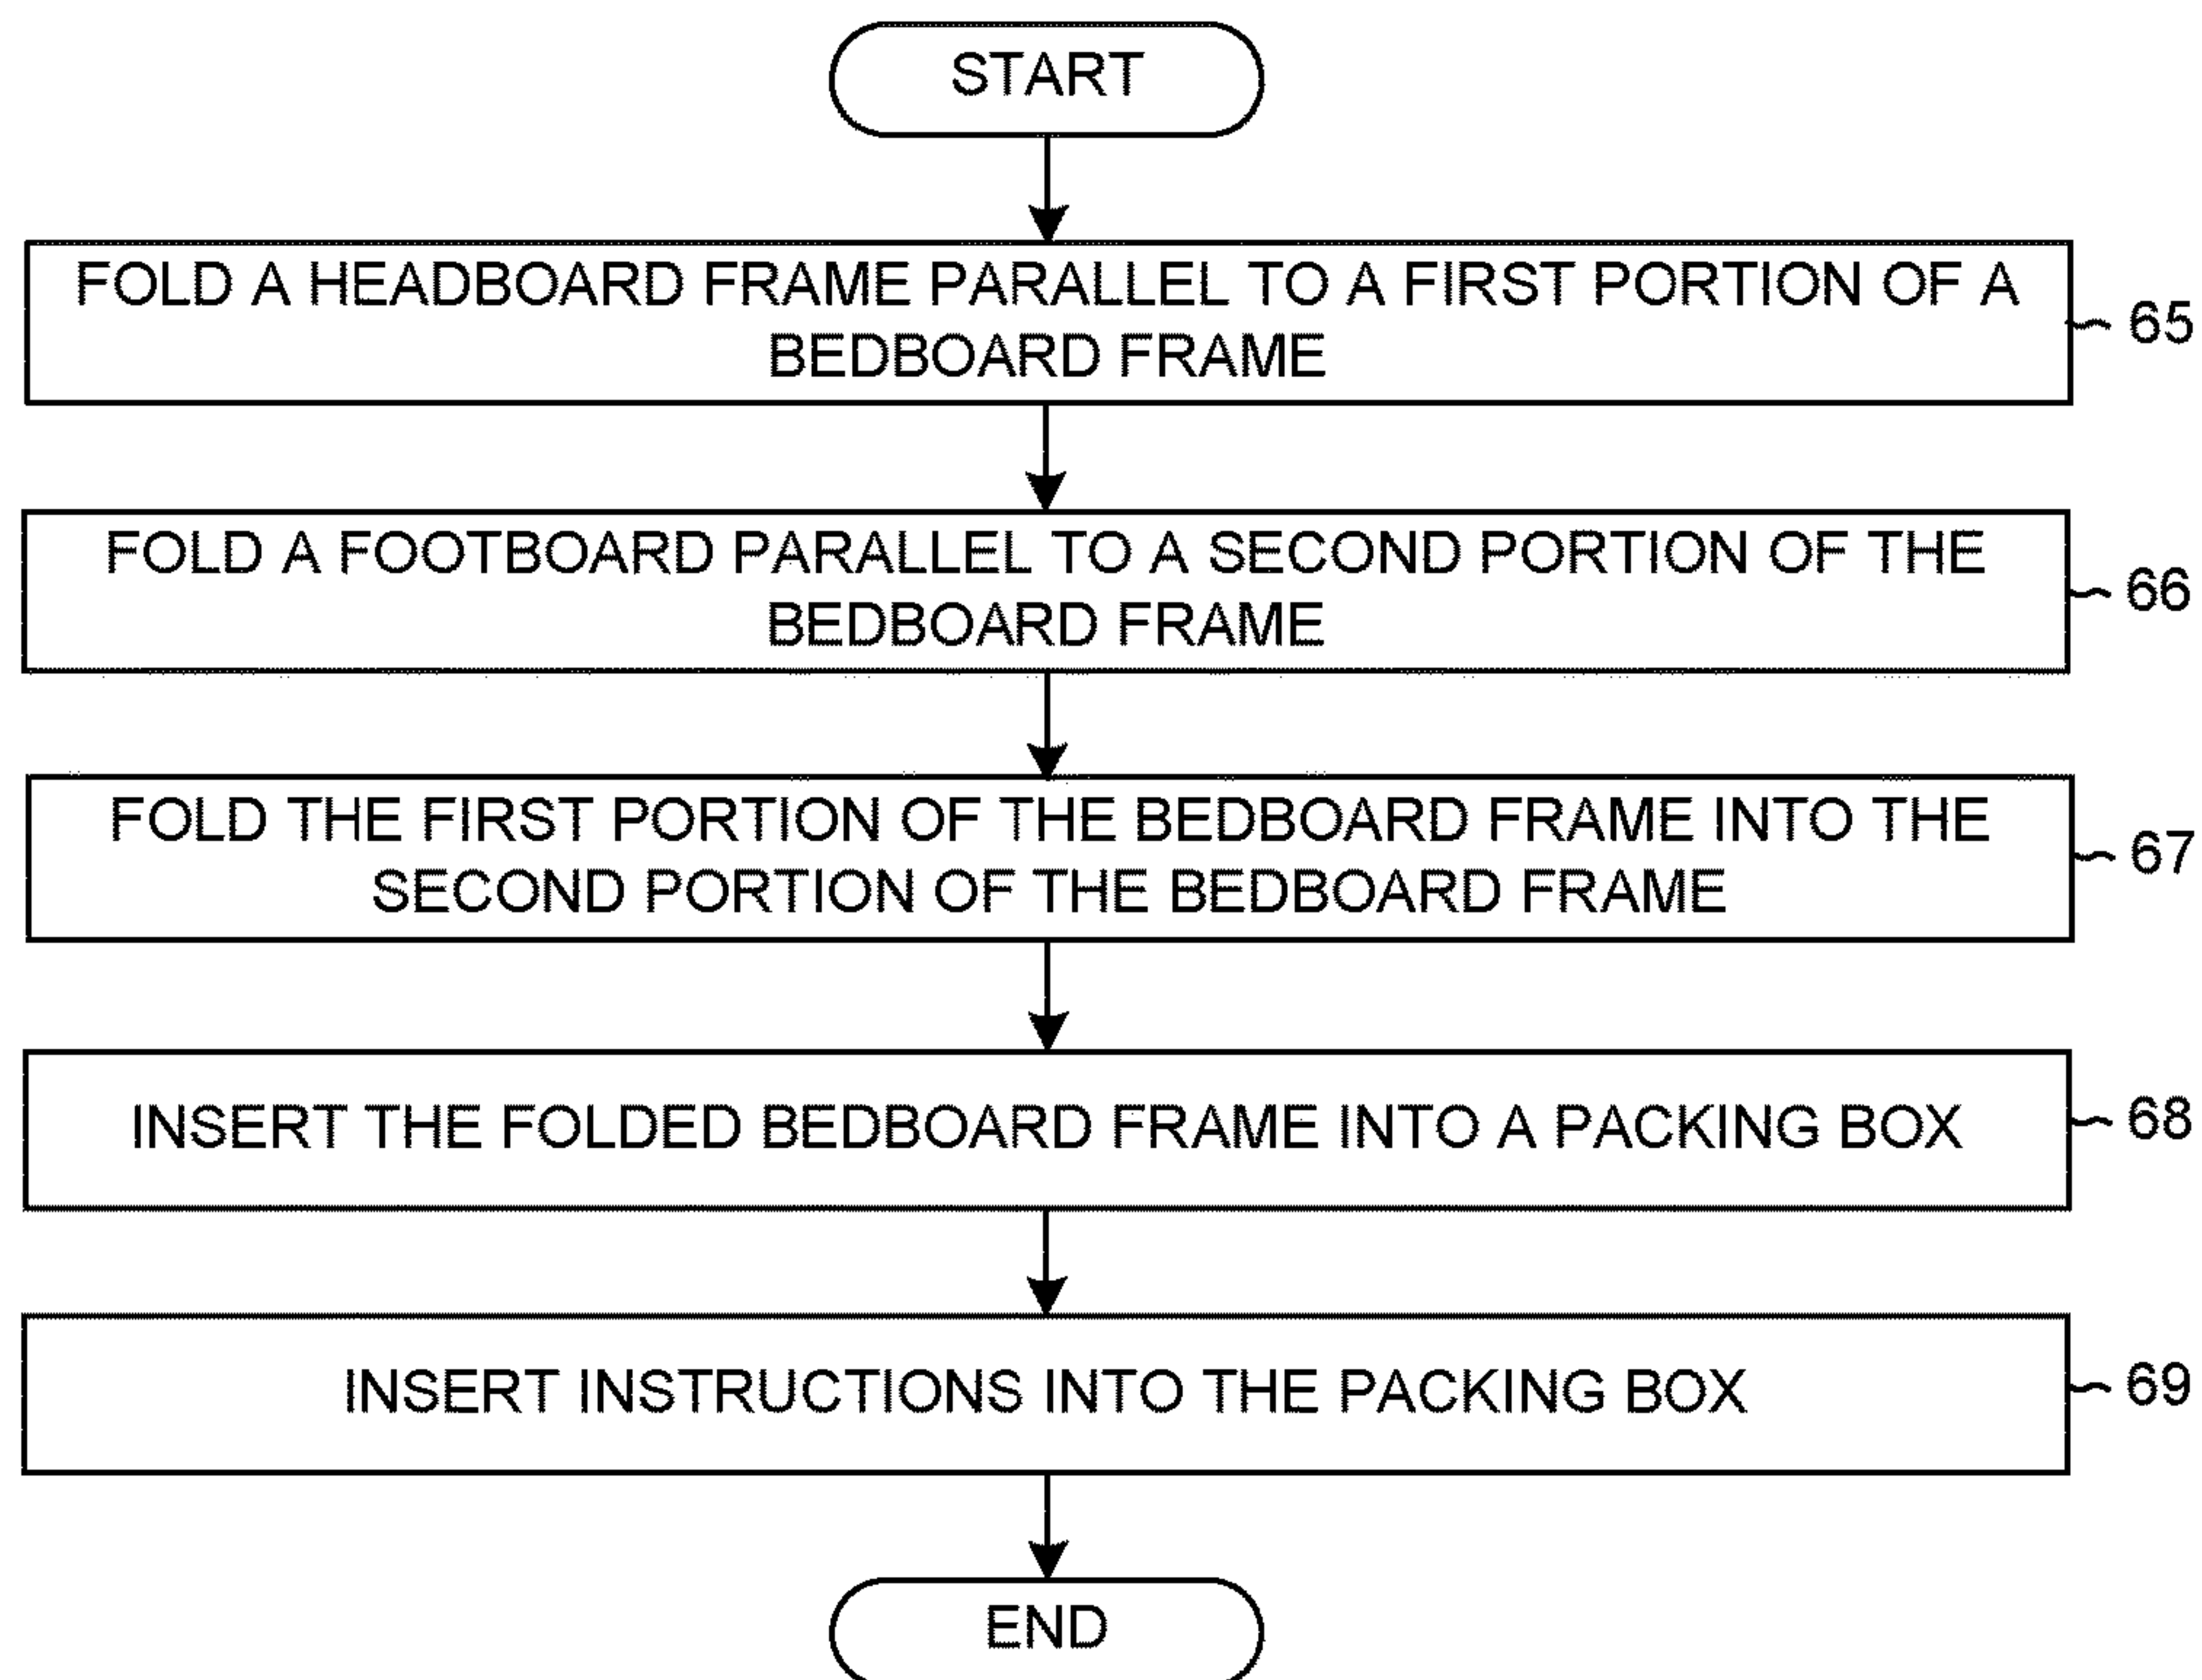 START
FOLD A HEADBOARD FRAME PARALLEL TO A FIRST PORTION OF A
BEDBOARD FRAME
65
FOLD A FOOTBOARD PARALLEL TO A SECOND PORTION OF THE
BEDBOARD FRAME
66
FOLD THE FIRST PORTION OF THE BEDBOARD FRAME INTO THE
SECOND PORTION OF THE BEDBOARD FRAME
67
INSERT THE FOLDED BEDBOARD FRAME INTO A PACKING BOX
68
INSERT INSTRUCTIONS INTO THE PACKING BOX
69
END